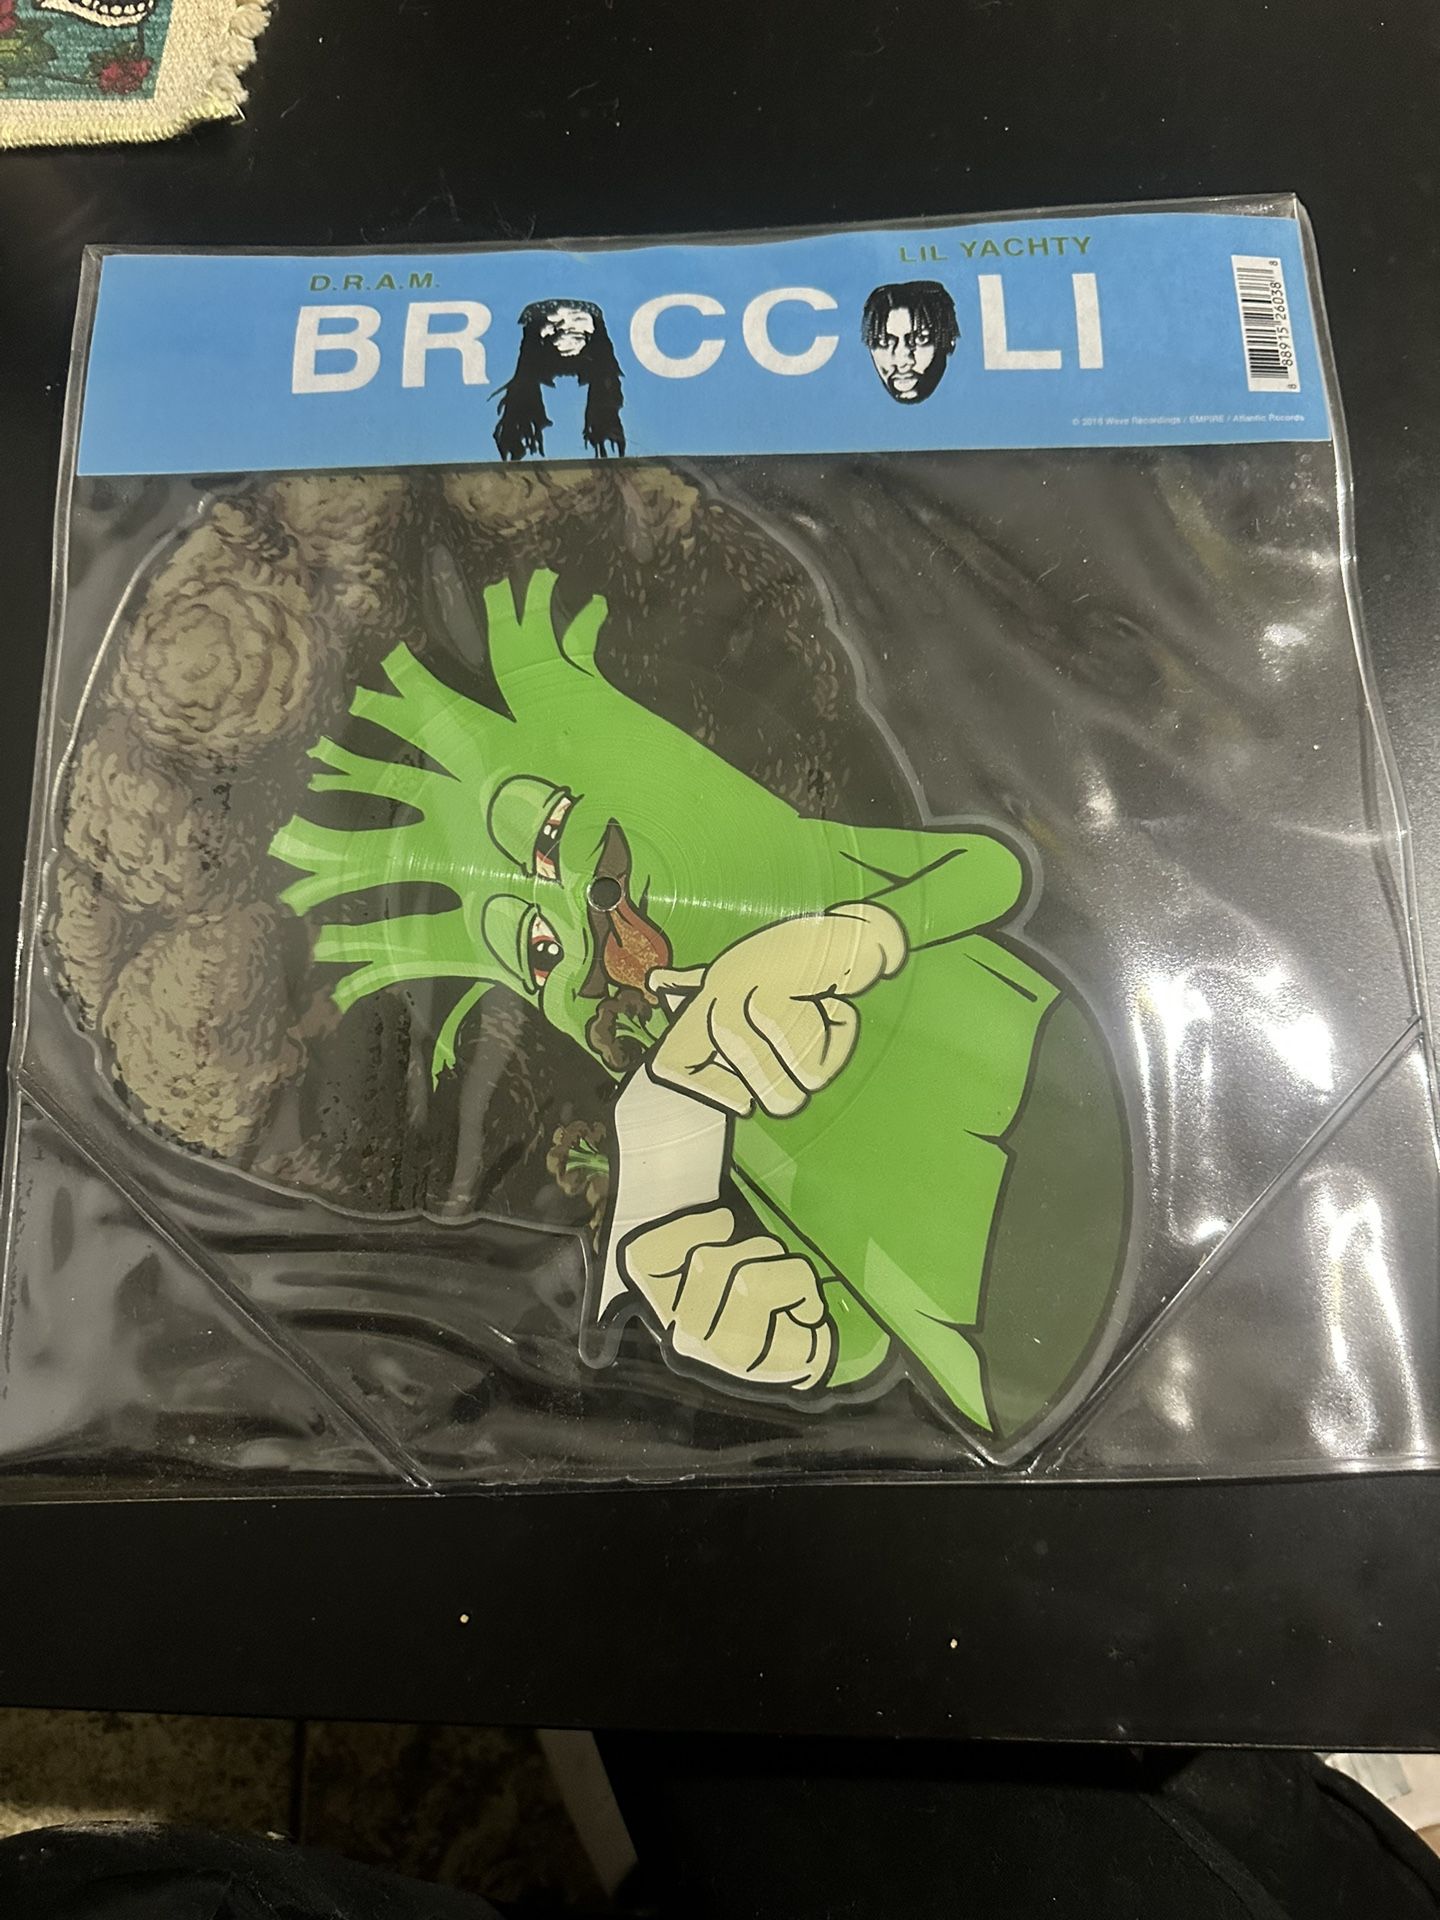 D.R.A.M.
LIL YACHTY
BROCCOLI
8 88915 26038 8
© 2016 Wave Recordings / EMPIRE / Atlantic Records